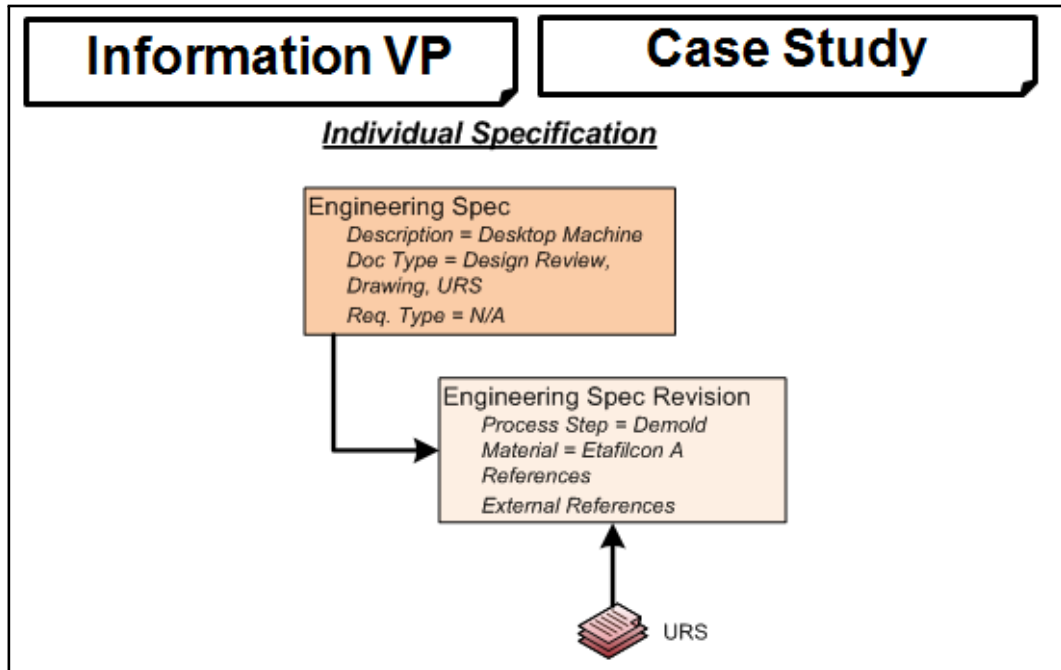 Information VP
Case Study
Individual Specification
Engineering Spec
Description = Desktop Machine
Doc Type = Design Review,
Drawing, URS
Req. Type = N/A
Engineering Spec Revision
Process Step = Demold
Material = Etafilcon A
References
External References
URS